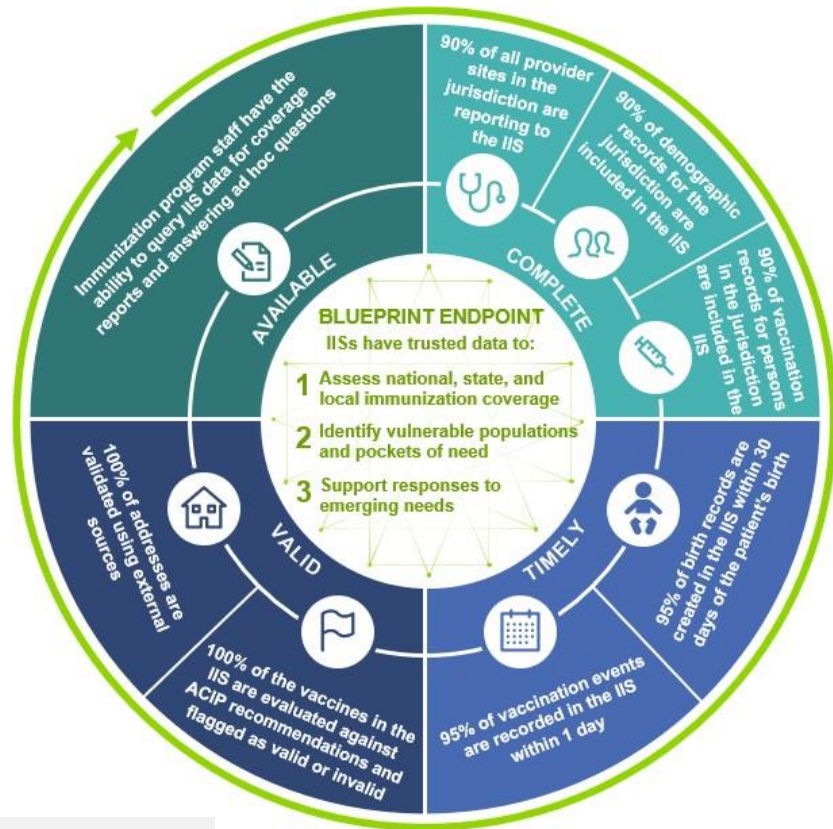 90% of all provider
sites in the
jurisdiction are
reporting to
the IIS
90% of demographic
records for the
jurisdiction are
included in the IIS
90% of vaccination
records for persons
in the jurisdiction
are included in the
IIS
COMPLETE
95% of birth records are
created in the IIS within 30
days of the patient's birth
95% of vaccination events
are recorded in the IIS
within 1 day
TIMELY
100% of the vaccines in the
IIS are evaluated against
ACIP recommendations and
flagged as valid or invalid
100% of addresses are
validated using external
sources
VALID
Immunization program staff have the
ability to query IIS data for coverage
reports and answering ad hoc questions
AVAILABLE
BLUEPRINT ENDPOINT
IISs have trusted data to:
1 Assess national, state, and
local immunization coverage
2 Identify vulnerable populations
and pockets of need
3 Support responses to
emerging needs